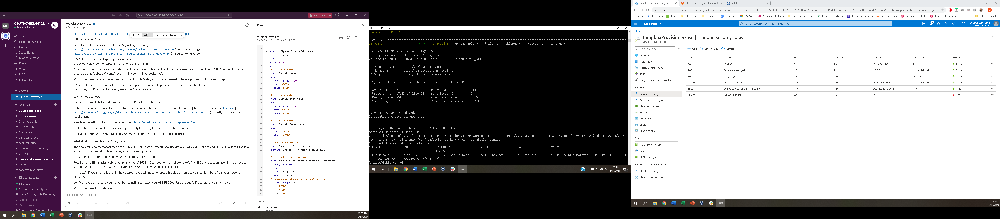 Search GT-ATL-CYBER-PT-02-2020-U-C
See what's new
MB
GT-ATL-CYBER-PT-02...
Melanie Spencer
Threads
Mentions & reactions
Drafts
Saved items
Channel browser
People
Apps
Files
Show less
Starred
# 01-class-activities
Channels
# 02-ask-the-class
# 03-resources
# 04-shout-outs
# 05-class-link
# 10-homework
# 11-class-slides
# capturetheflag
# cybersecurity_lan_party
# general
# news-and-current-events
# random
# security_plus_exam
Direct messages
Slackbot
Melanie Spencer (you)
Alexis White, Cole Breyette, ...
Daniella Miller
David Carroll
David Carroll, Verlinda Saund...
#01-class-activities
37 | Add a topic
Tip: Try Ctrl F to search this channel
- Starts the container.
Refer to the documentation on Ansible's [docker_container]
(https://docs.ansible.com/ansible/latest/modules/docker_container_module.html) and [docker_image]
(https://docs.ansible.com/ansible/latest/modules/docker_image_module.html) modules for guidance.
#### 3. Launching and Exposing the Container
Check your playbook for typos and other errors, then run it.
After the playbook completes, you should still be in the Ansible container. From there, use the command line to SSH into the ELK server and
ensure that the `sebp/elk` container is running by running: `docker ps`.
- You should see a single row whose second column is `sebp/elk`. Take a screenshot before proceeding to the next step.
**Note**: If you're stuck, refer to the starter `elk-playbook.yaml` file provided: [Starter `elk-playbook` File]
(Activities/Stu_Day_One/Unsolved/Resources/install-elk.yml).
##### Troubleshooting
If your container fails to start, use the following links to troubleshoot it.
- The most common reason for the container failing to launch is a limit on map counts. Follow [these instructions from Elastic.co]
(https://www.elastic.co/guide/en/elasticsearch/reference/5.0/vm-max-map-count.html#vm-max-map-count) to verify you meet the
requirement.
- Review the [official ELK stack documentation](https://elk-docker.readthedocs.io/#prerequisites).
- If the above steps don't help, you can try manually launching the container with this command:
- `sudo docker run -p 5601:5601 -p 9200:9200 -p 5044:5044 -it --name elk sebp/elk`
#### 4. Identity and Access Management
The final step is to restrict access to the ELK VM using Azure's network security groups (NSGs). You need to add your public IP address to a
whitelist, just as you did when clearing access to your jump box.
- **Note:** Make sure you are on your Azure account for this step.
Recall that the ELK stack's web server runs on port `5601`. Open your virtual network's existing NSG and create an incoming rule for your
security group that allows TCP traffic over port `5601` from your public IP address.
- **Note:** If you finish this step in the classroom, you will need to repeat this step at home to connect to Kibana from your personal
network.
Verify that you can access your server by navigating to http://[your.VM.IP]:5601. Use the public IP address of your new VM.
- You should see this webpage:
Message #01-class-activities
Files
elk-playbook.yml
Sadia Syeda May 30th at 10:17 AM
1 ---
2 - name: Configure Elk VM with Docker
3 hosts: elkservers
4 remote_user: elk
5 become: true
6 tasks:
7 # Use apt module
8 - name: Install docker.io
9 apt:
10 force_apt_get: yes
11 name: #TODO
12 state: #TODO
13
14 # Use apt module
15 - name: Install python-pip
16 apt:
17 force_apt_get: yes
18 name: #TODO
19 state: #TODO
20
21 # Use pip module
22 - name: Install Docker module
23 pip:
24 name: #TODO
25 state: #TODO
26
27 # Use command module
28 - name: Increase virtual memory
29 command: sysctl -w vm.max_map_count=262144
30
31 # Use docker_container module
32 - name: download and launch a docker elk container
33 docker_container:
34 name: elk
35 image: sebp/elk
36 state: started
37 # Please list the ports that ELK runs on
38 published_ports:
39 - #TODO
40 - #TODO
41 - #TODO
Shared in
# 01-class-activities
12 days ago
12:53 PM
6/11/2020
Ansible@ElkServer: ~
changed: [10.0.0.7]
PLAY RECAP
10.0.0.7 : ok=6 changed=5 unreachable=0 failed=0 skipped=0 rescued=0 ignored=0
root@79952dc5818a:~# ssh Ansible@10.0.0.7
Enter passphrase for key '/root/.ssh/id_rsa':
Welcome to Ubuntu 18.04.4 LTS (GNU/Linux 5.3.0-1022-azure x86_64)
* Documentation: https://help.ubuntu.com
* Management: https://landscape.canonical.com
* Support: https://ubuntu.com/advantage
System information as of Thu Jun 11 16:52:16 UTC 2020
System load: 0.34 Processes: 134
Usage of /: 17.0% of 28.90GB Users logged in: 0
Memory usage: 75% IP address for eth0: 10.0.0.7
Swap usage: 0% IP address for docker0: 172.17.0.1
39 packages can be updated.
21 updates are security updates.
Last login: Thu Jun 11 16:43:06 2020 from 10.0.0.4
Ansible@ElkServer:~$ docker ps
Got permission denied while trying to connect to the Docker daemon socket at unix:///var/run/docker.sock: Get http://%2Fvar%2Frun%2Fdocker.sock/v1.40
/containers/json: dial unix /var/run/docker.sock: connect: permission denied
Ansible@ElkServer:~$ sudo docker ps
CONTAINER ID IMAGE COMMAND CREATED STATUS PORTS
NAMES
6961a009a47c sebp/elk "/usr/local/bin/star…" 5 minutes ago Up 5 minutes 0.0.0.0:5044->5044/tcp, 0.0.0.0:5601->5601/t
cp, 0.0.0.0:9200->9200/tcp, 9300/tcp elk
Ansible@ElkServer:~$
12:53 PM
6/11/2020
JumpboxProvisioner-nsg | Inbou
13-Elk-Stack-Project/Homework
untitled
portal.azure.com/#@melaniepspencergmail.onmicrosoft.com/resource/subscriptions/fe15c75b-5f3b-4806-8720-95816598d4fc/resourceGroups/Red-Team/providers/Microsoft.Network/networkSecurityGroups/JumpboxProvisioner-nsg/in...
Apps Bookmarks Sign In cybersecurity Dragoncon CyberZoom My Azure Affordable Health I... Cyber Resources to... GeeksforGeeks | A c... Bash scripting chea... Scavenger_Hunt Turnip recipes | BBC... Turnip gratin recipe... Other bookmarks
Microsoft Azure
Search resources, services, and docs (G+/)
melaniep.spencer@gmai...
DEFAULT DIRECTORY
Home >
JumpboxProvisioner-nsg | Inbound security rules
Network security group
Search (Ctrl+/)
Add Default rules Refresh
Overview
Activity log
Access control (IAM)
Tags
Diagnose and solve problems
Settings
Inbound security rules
Outbound security rules
Network interfaces
Subnets
Properties
Locks
Export template
Monitoring
Diagnostic settings
Logs
NSG flow logs
Support + troubleshooting
Effective security rules
New support request
Priority Name Port Protocol Source Destination Action
100 Port_22 22 Any 73.82.143.175 Any Allow
200 VirtualNetwork_ssh 22 TCP 10.0.0.4 VirtualNetwork Allow
300 ssh_into_elk 22 Any 10.0.0.4 10.0.0.7 Allow
65000 AllowVnetInBound Any Any VirtualNetwork VirtualNetwork Allow
65001 AllowAzureLoadBalancerInBound Any Any AzureLoadBalancer Any Allow
65500 DenyAllInBound Any Any Any Any Deny
12:53 PM
6/11/2020